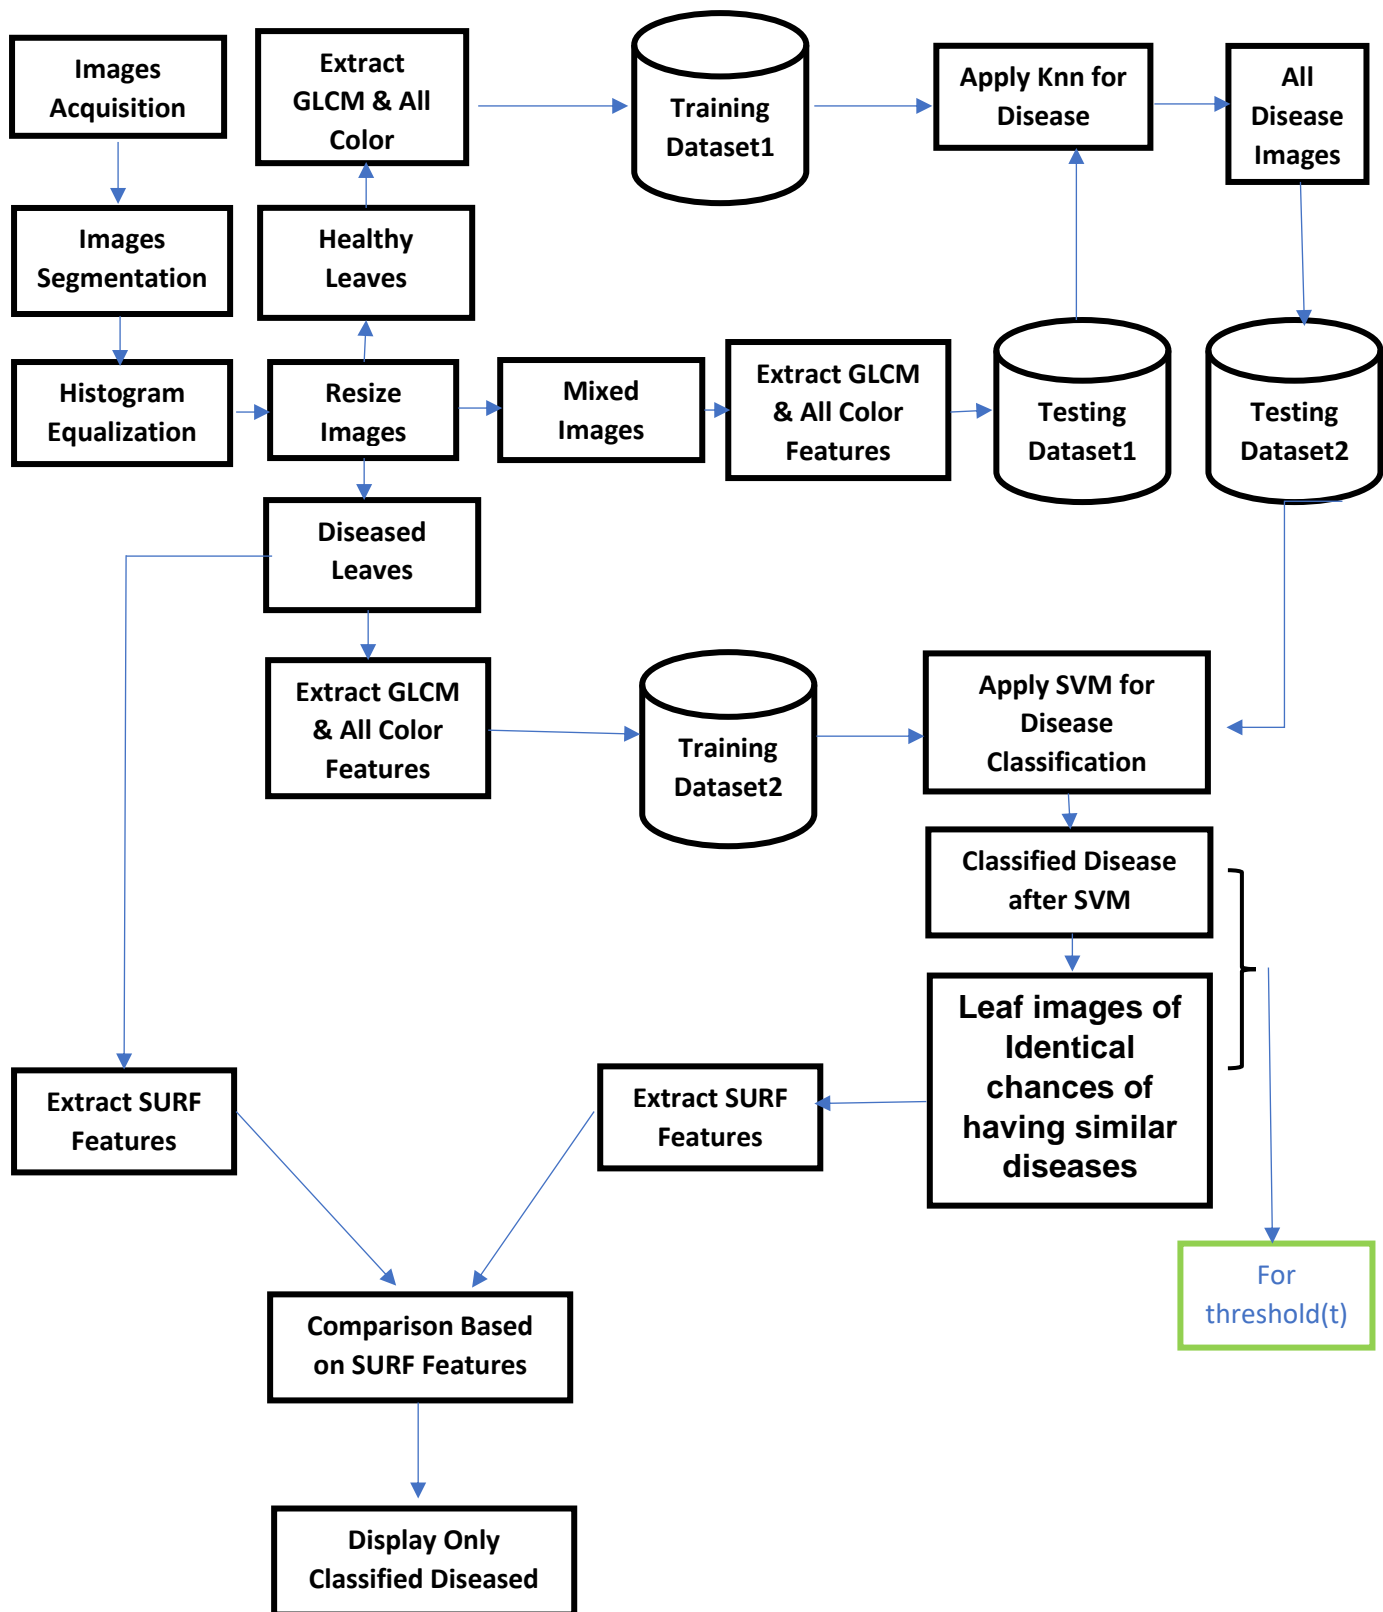 Images
Acquisition
Extract
GLCM & All
Color
Training
Dataset1
Apply Knn for
Disease
All
Disease
Images
Images
Segmentation
Healthy
Leaves
Histogram
Equalization
Resize
Images
Mixed
Images
Extract GLCM
& All Color
Features
Testing
Dataset1
Testing
Dataset2
Diseased
Leaves
Extract GLCM
& All Color
Features
Training
Dataset2
Apply SVM for
Disease
Classification
Classified Disease
after SVM
Leaf images of
Identical
chances of
having similar
diseases
Extract SURF
Features
Extract SURF
Features
For
threshold(t)
Comparison Based
on SURF Features
Display Only
Classified Diseased